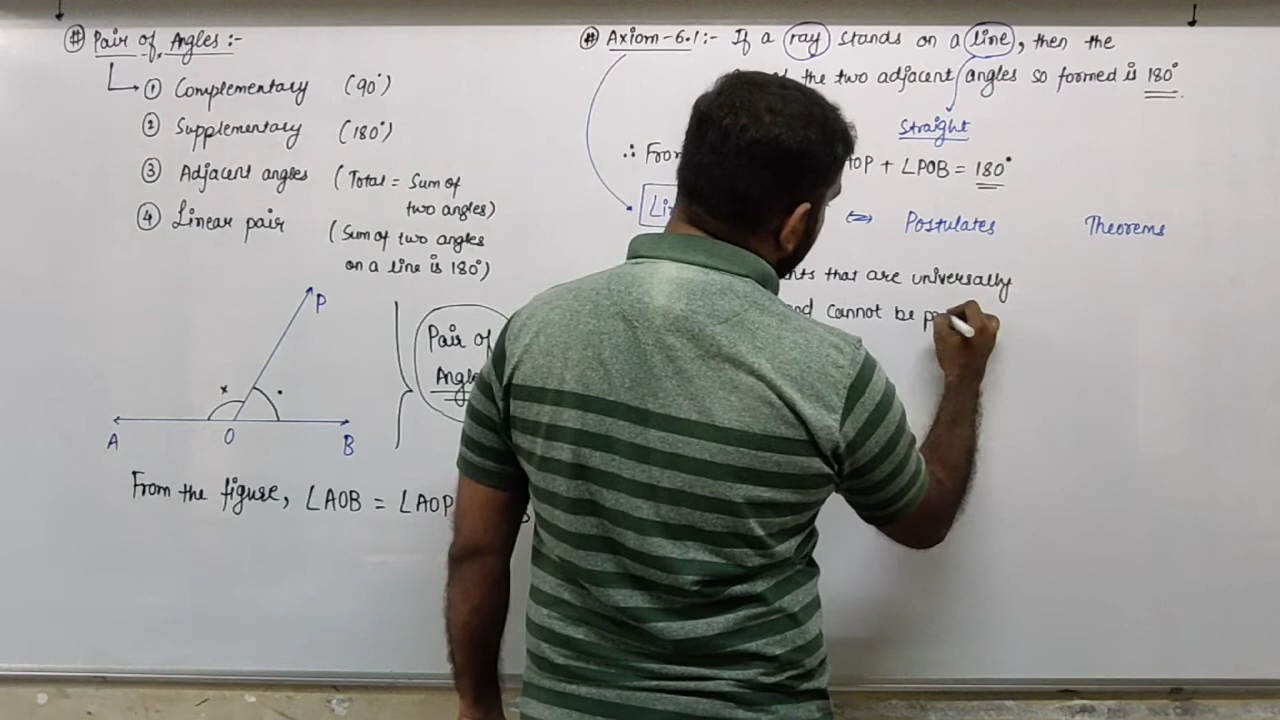 # Pair of Angles :-
① Complementary (90°)
② Supplementary (180°)
③ Adjacent angles (Total = Sum of
two angles)
④ Linear pair (Sum of two angles
on a line is 180°)
P
x
A O B
Pair of
From the figure, ∠AOB = ∠AOP
# Axiom-6.1 :- If a ray stands on a line, then the
the two adjacent angles so formed is 180°.
Straight
∴ + ∠POB = 180°
Postulates Theorems
that are universally
cannot be